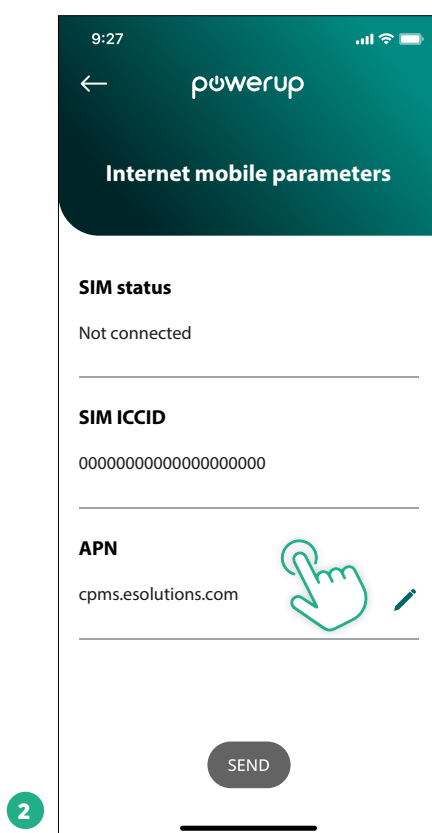 9:27
powerup
Internet mobile parameters
SIM status
Not connected
SIM ICCID
00000000000000000000
APN
cpms.esolutions.com
SEND
2